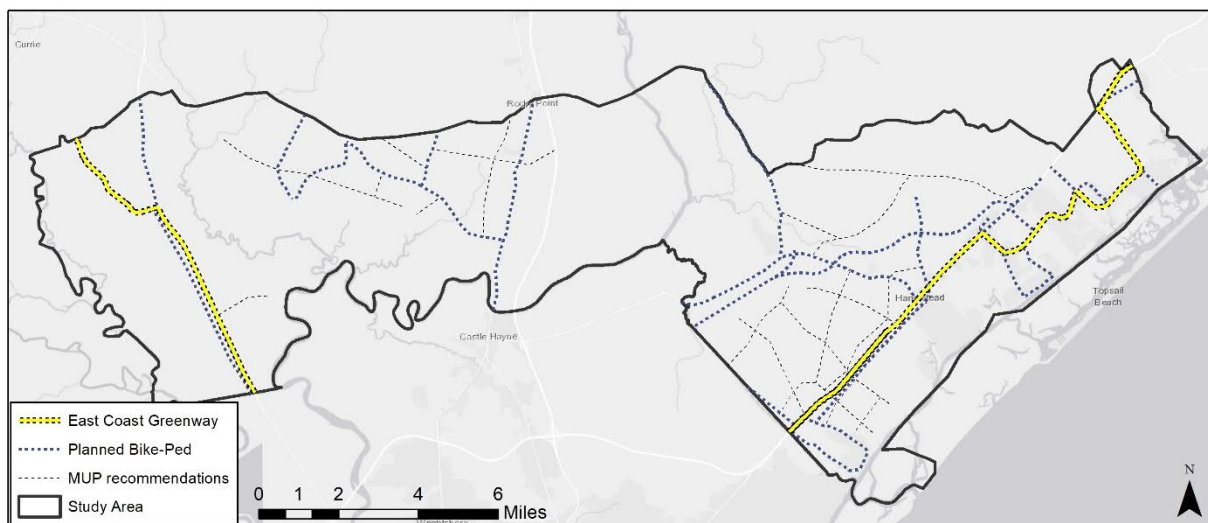 Currie
Rocky Point
Hampstead
Topsail
Beach
Castle Hayne
East Coast Greenway
Planned Bike-Ped
MUP recommendations
Study Area
0 1 2 4 6
Miles
N